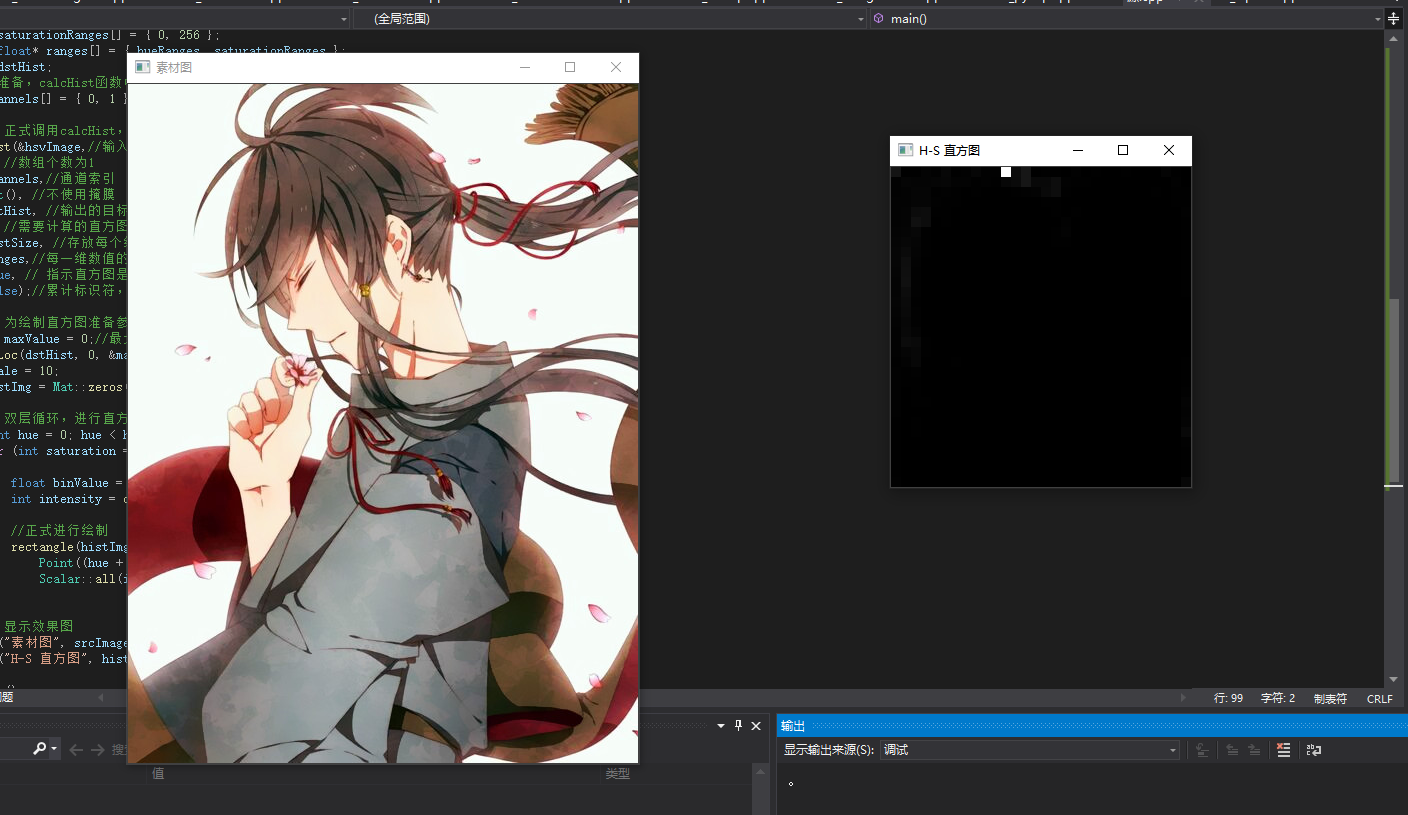 (全局范围)
main()
saturationRanges[] = { 0, 256 };
float* ranges[] = { hueRanges, saturationRanges };
dstHist;
素材图
准备，calcHist函数
annels[] = { 0, 1 }
正式调用calcHist，
st(&hsvImage,//输入
//数组个数为1
annels,//通道索引
(), //不使用掩膜
tHist, //输出的目标
//需要计算的直方图
stSize, //存放每个
nges,//每一维数值的
ue, // 指示直方图是
lse);//累计标识符，
H-S 直方图
为绘制直方图准备参
maxValue = 0;//最
Loc(dstHist, 0, &ma
ale = 10;
stImg = Mat::zeros(
双层循环，进行直方
nt hue = 0; hue < h
r (int saturation =
float binValue =
int intensity = c
//正式进行绘制
rectangle(histImg
Point((hue +
Scalar::all(i
显示效果图
("素材图", srcImage
("H-S 直方图", hist
行: 99
字符: 2
制表符
CRLF
输出
显示输出来源(S):
调试
值
类型